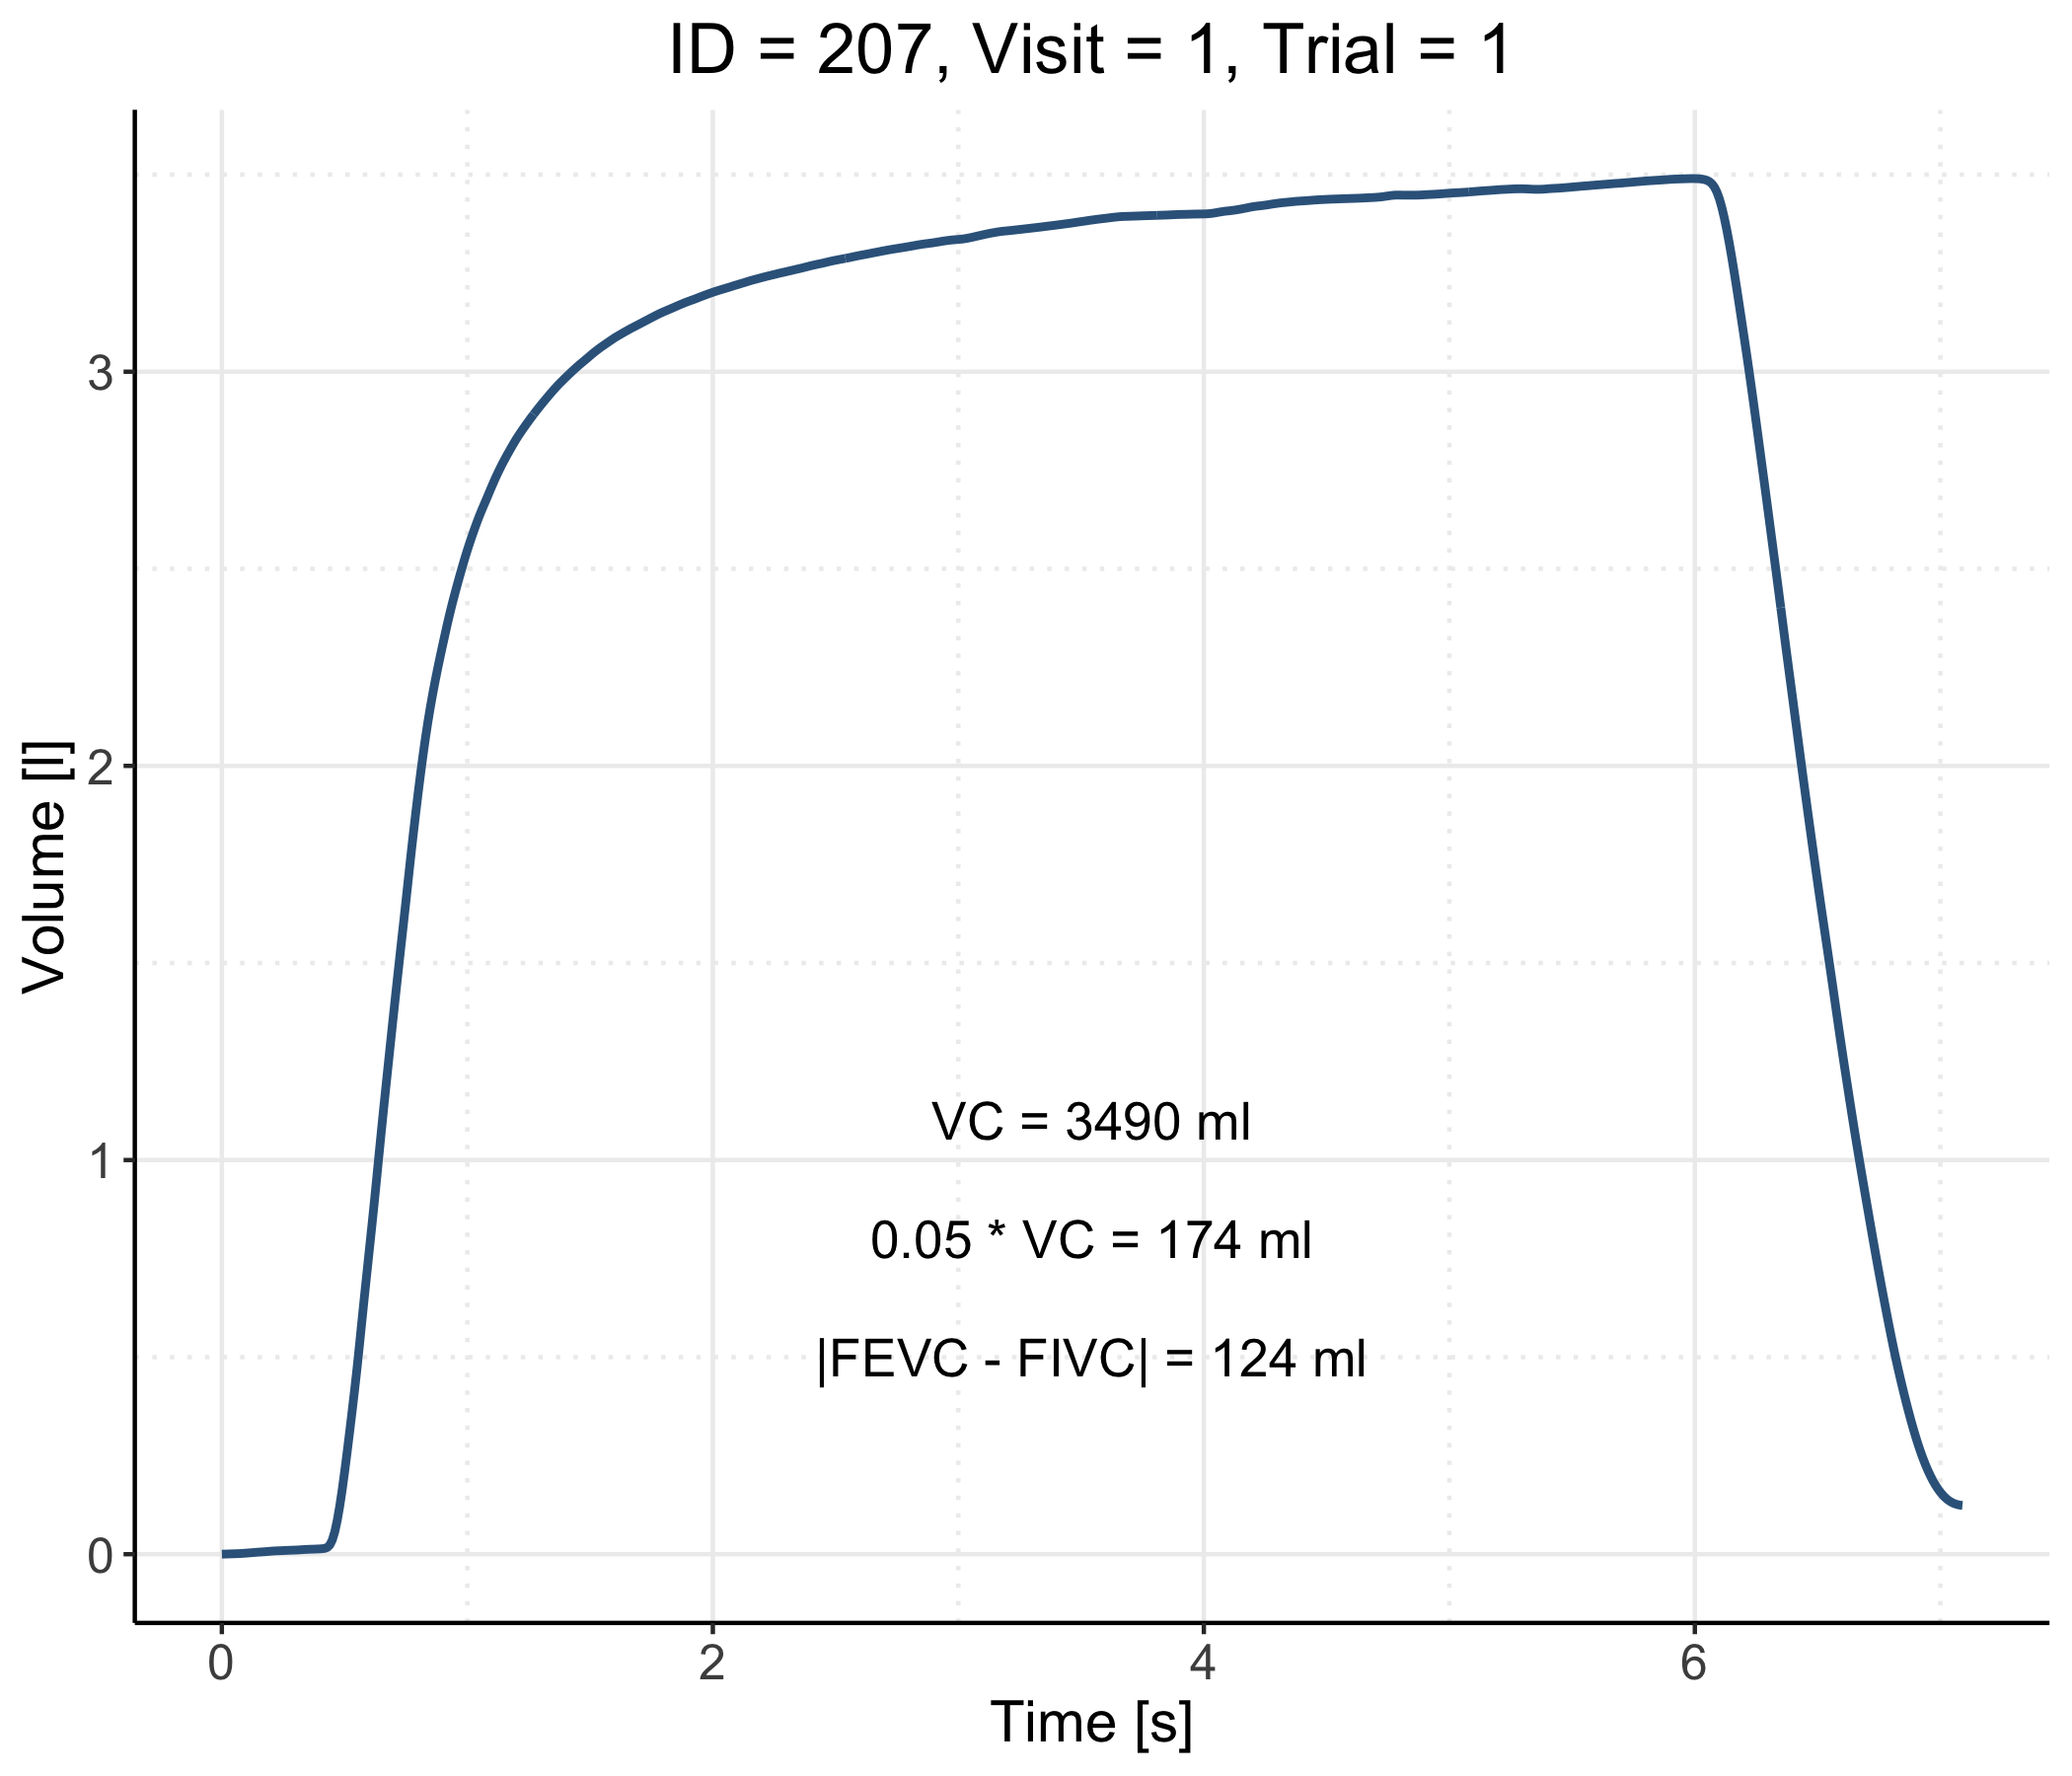 ID = 207, Visit = 1, Trial = 1
Volume [l]
3
2
1
0
VC = 3490 ml
0.05 * VC = 174 ml
|FEVC - FIVC| = 124 ml
0 2 4 6
Time [s]